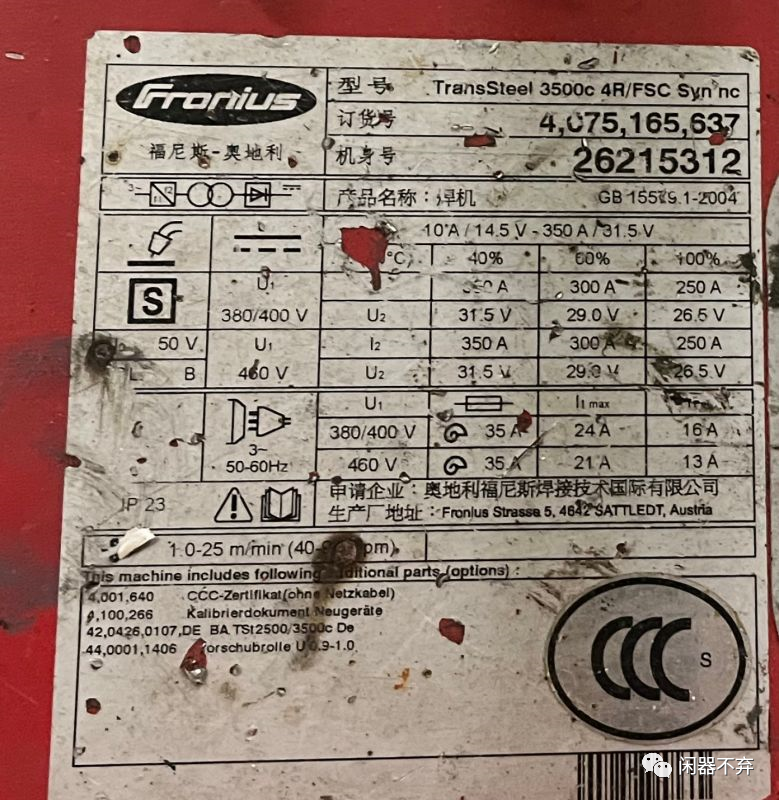 Fronius
福尼斯-奥地利
型号 TransSteel 3500c 4R/FSC Syn nc
订货号 4,075,165,637
机身号 26215312
3~
产品名称：焊机 GB 15579.1-2004
10 A / 14.5 V - 350 A / 31.5 V
°C) 40% 60% 100%
S
U1 380/400 V
A 300 A 250 A
U2 31.5 V 29.0 V 26.5 V
50 V
U1 460 V
I2 350 A 300 A 250 A
B
U2 31.5 V 29.0 V 26.5 V
U1 I1 max
3~ 50-60Hz
380/400 V 35 A 24 A 16 A
460 V 35 A 21 A 13 A
IP 23
申请企业：奥地利福尼斯焊接技术国际有限公司
生产厂地址：Fronius Strasse 5, 4642 SATTLEDT, Austria
1.0-25 m/min
This machine includes following additional parts (options) :
4,001,640 CCC-Zertifikat(ohne Netzkabel)
4,100,266 Kalibrierdokument Neugeräte
42,0426,0107,DE BA TSt2500/3500c De
44,0001,1406 Vorschubrolle U 0.9-1.0
CCC S
闲器不弃